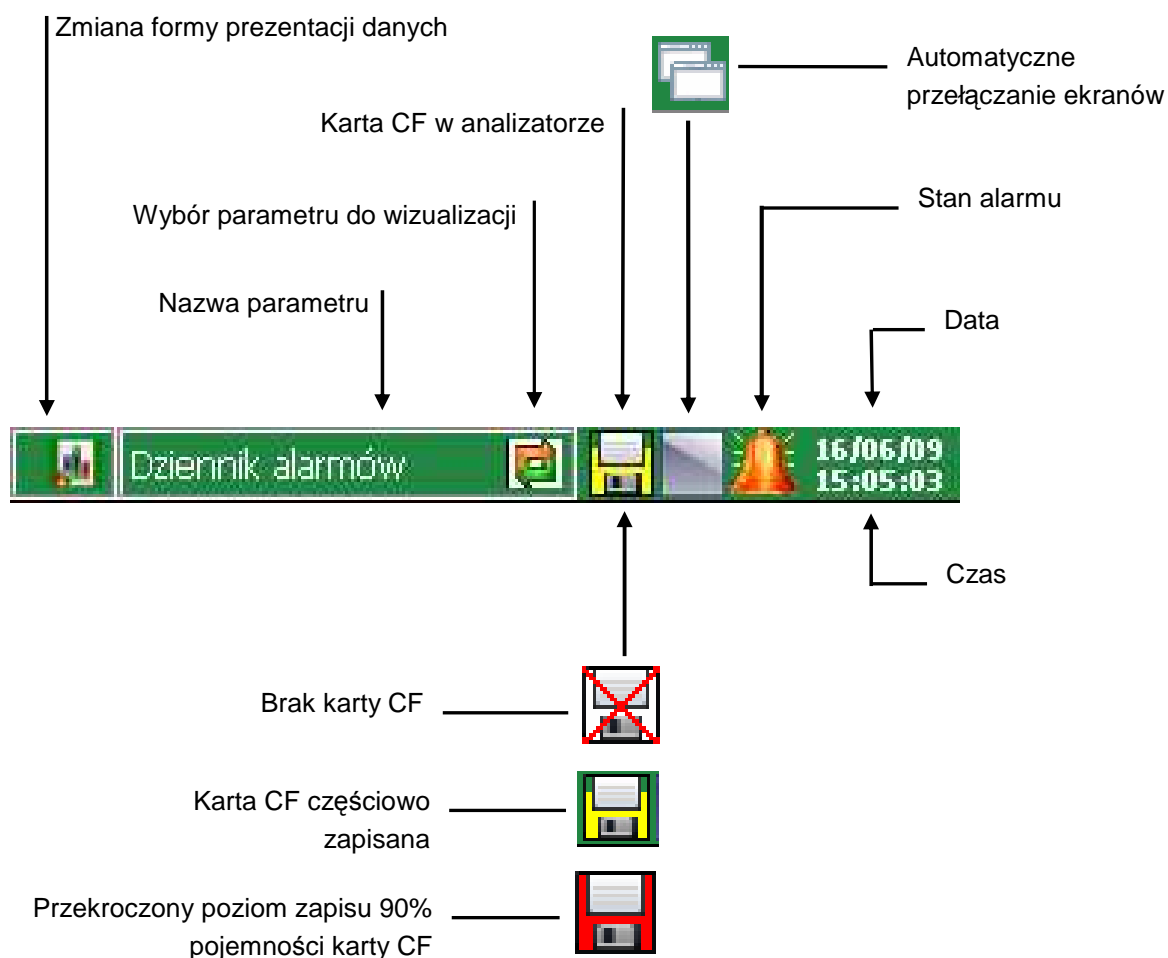 Zmiana formy prezentacji danych
Automatyczne
przełączanie ekranów
Karta CF w analizatorze
Stan alarmu
Wybór parametru do wizualizacji
Nazwa parametru
Data
Dziennik alarmów
16/06/09
15:05:03
Czas
Brak karty CF
Karta CF częściowo
zapisana
Przekroczony poziom zapisu 90%
pojemności karty CF